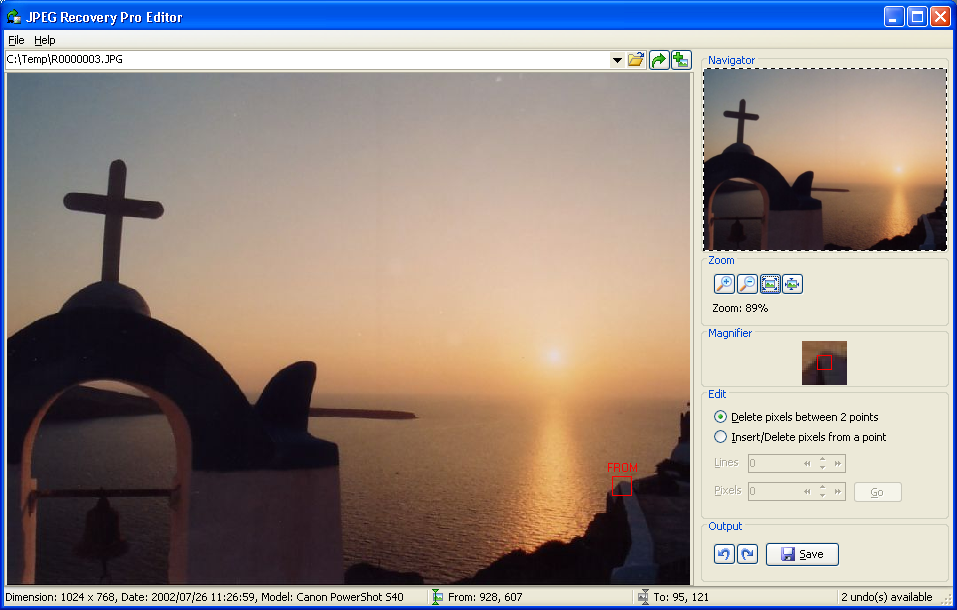 JPEG Recovery Pro Editor
File Help
C:\Temp\R0000003.JPG
Navigator
Zoom
Zoom: 89%
Magnifier
FROM
Edit
Delete pixels between 2 points
Insert/Delete pixels from a point
Lines 0
Pixels 0 Go
Output
Save
Dimension: 1024 x 768, Date: 2002/07/26 11:26:59, Model: Canon PowerShot S40 From: 928, 607 To: 95, 121 2 undo(s) available